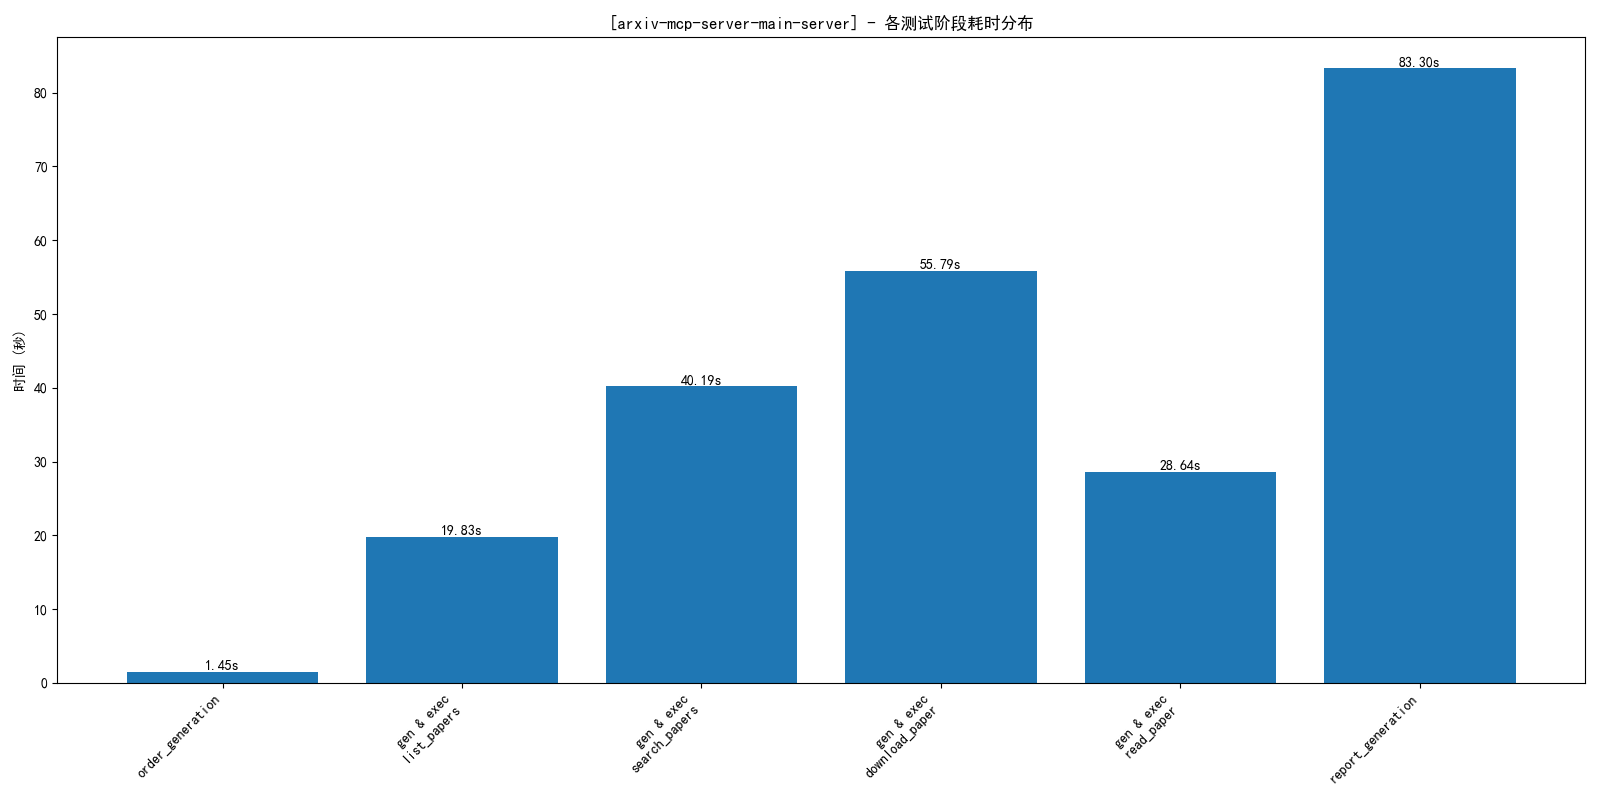 [arxiv-mcp-server-main-server] - 各测试阶段耗时分布
时间 (秒)
80
70
60
50
40
30
20
10
0
1.45s
19.83s
40.19s
55.79s
28.64s
83.30s
order_generation
gen & exec
list_papers
gen & exec
search_papers
gen & exec
download_paper
gen & exec
read_paper
report_generation